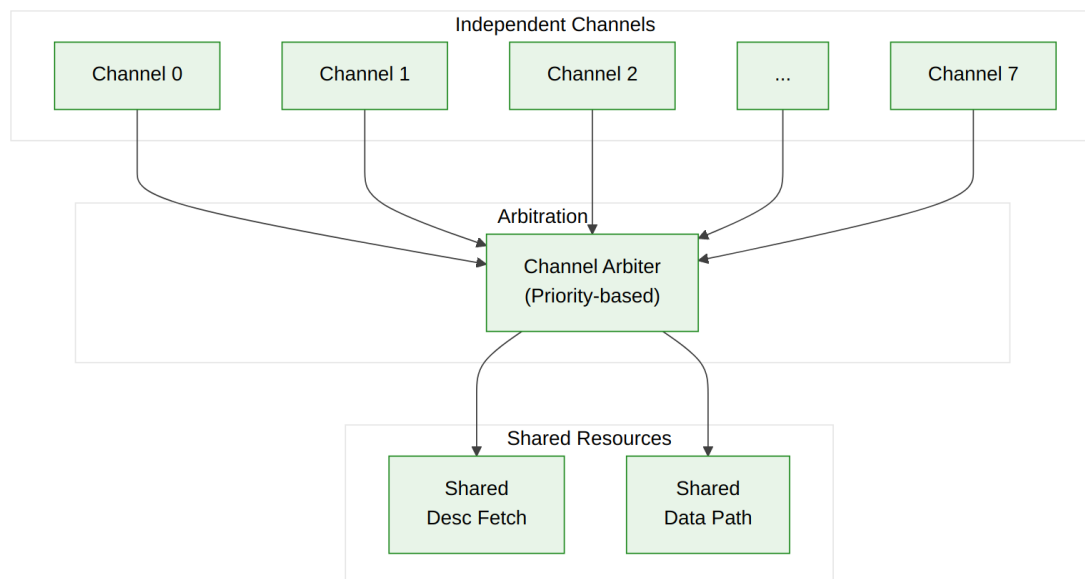 Independent Channels
Channel 0
Channel 1
Channel 2
...
Channel 7
Arbitration
Channel Arbiter
(Priority-based)
Shared Resources
Shared
Desc Fetch
Shared
Data Path